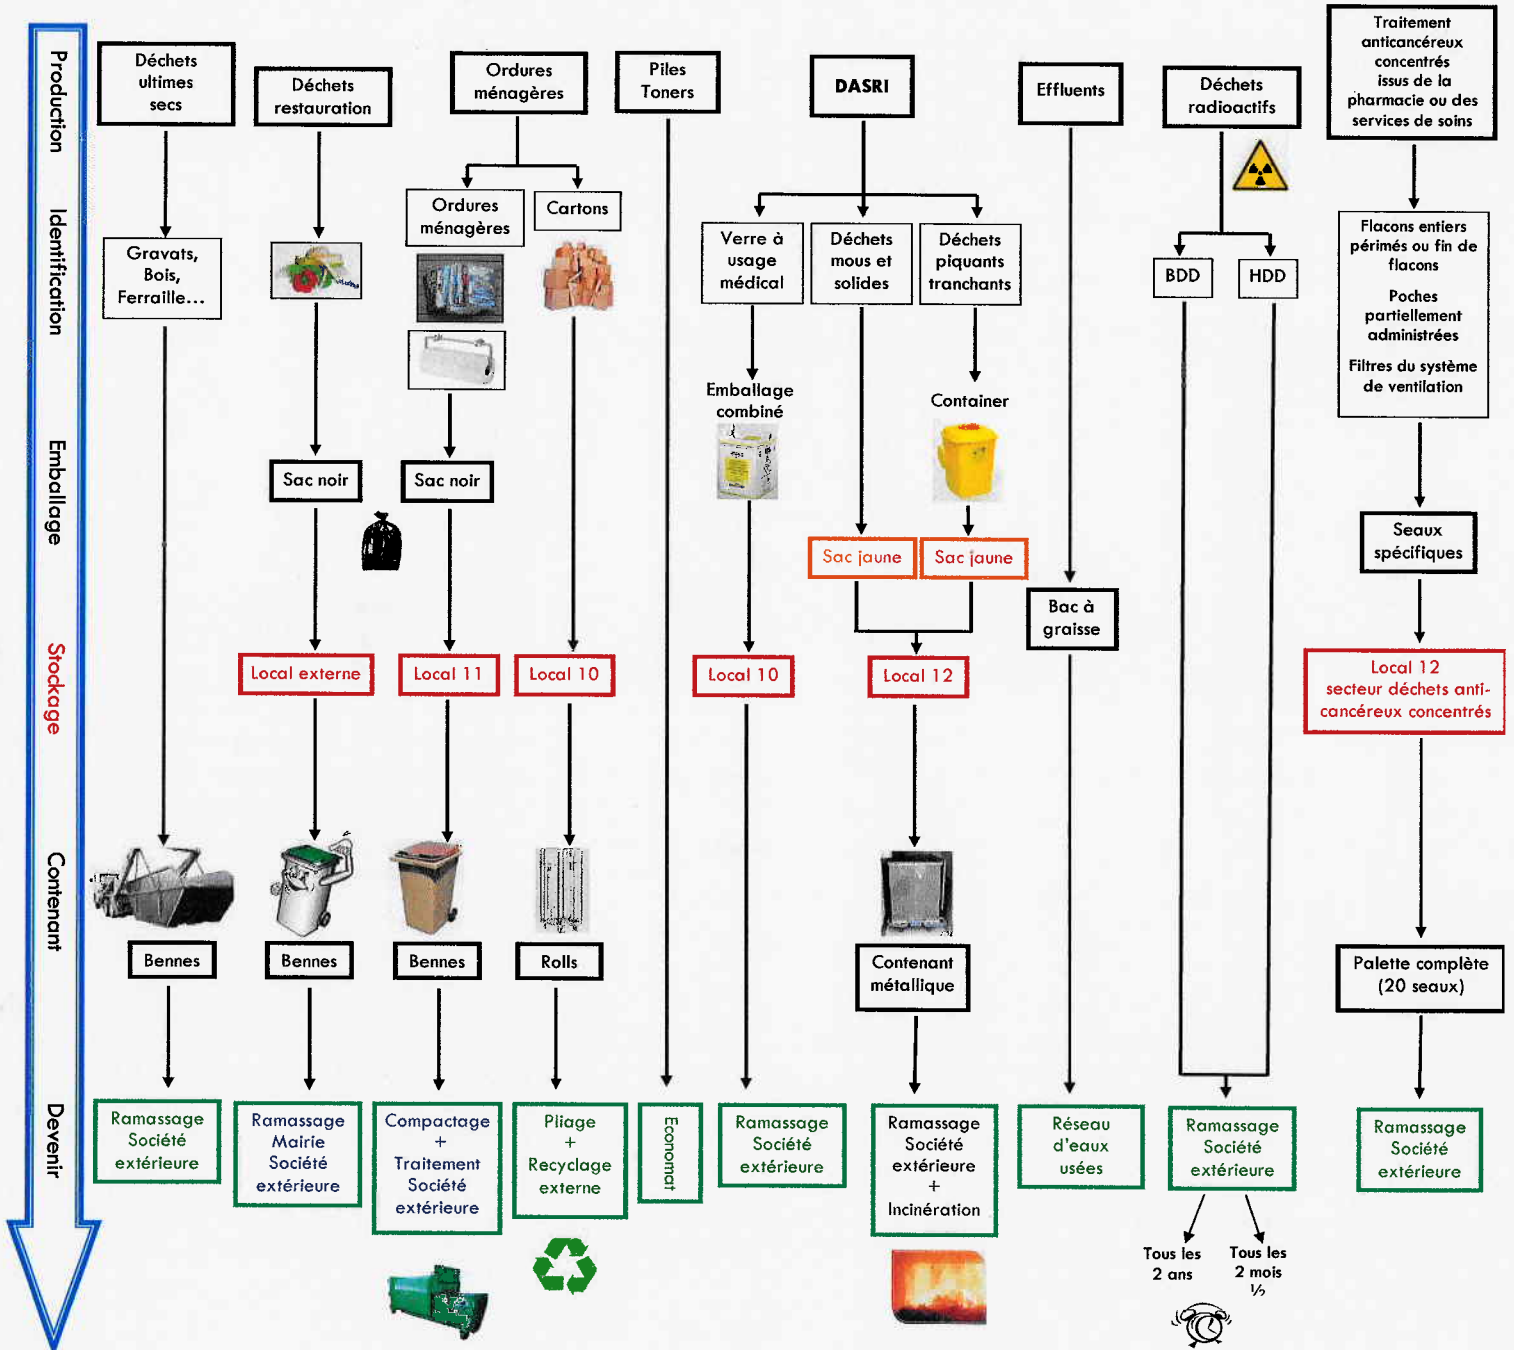 Production
Déchets
ultimes
secs
Déchets
restauration
Ordures
ménagères
Piles
Toners
DASRI
Effluents
Déchets
radioactifs
Traitement
anticancéreux
concentrés
issus de la
pharmacie ou des
services de soins
Identification
Gravats,
Bois,
Ferraille...
Ordures
ménagères
Cartons
Verre à
usage
médical
Déchets
mous et
solides
Déchets
piquants
tranchants
BDD
HDD
Flacons entiers
périmés ou fin de
flacons
Poches
partiellement
administrées
Filtres du système
de ventilation
Emballage
Sac noir
Sac noir
Emballage
combiné
Container
Sac jaune
Sac jaune
Bac à
graisse
Seaux
spécifiques
Stockage
Local externe
Local 11
Local 10
Local 10
Local 12
Local 12
secteur déchets anti-
cancéreux concentrés
Contenant
Bennes
Bennes
Bennes
Rolls
Contenant
métallique
Palette complète
(20 seaux)
Devenir
Ramassage
Société
extérieure
Ramassage
Mairie
Société
extérieure
Compactage
+
Traitement
Société
extérieure
Pliage
+
Recyclage
externe
Economat
Ramassage
Société
extérieure
Ramassage
Société
extérieure
+
Incinération
Réseau
d'eaux
usées
Ramassage
Société
extérieure
Tous les
2 ans
Tous les
2 mois
½
Ramassage
Société
extérieure